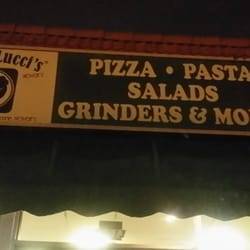 Lucci's
PIZZA • PASTA
SALADS
GRINDERS & MO